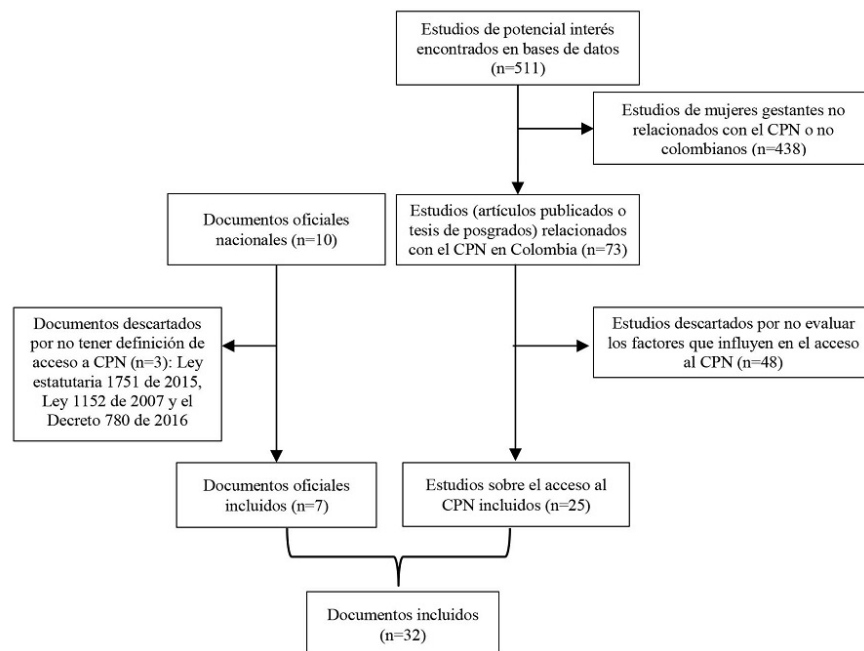 Estudios de potencial interés
encontrados en bases de datos
(n=511)
Estudios de mujeres gestantes no
relacionados con el CPN o no
colombianos (n=438)
Documentos oficiales
nacionales (n=10)
Estudios (artículos publicados o
tesis de posgrados) relacionados
con el CPN en Colombia (n=73)
Documentos descartados
por no tener definición de
acceso a CPN (n=3): Ley
estatutaria 1751 de 2015,
Ley 1152 de 2007 y el
Decreto 780 de 2016
Estudios descartados por no evaluar
los factores que influyen en el acceso
al CPN (n=48)
Documentos oficiales
incluidos (n=7)
Estudios sobre el acceso al
CPN incluidos (n=25)
Documentos incluidos
(n=32)